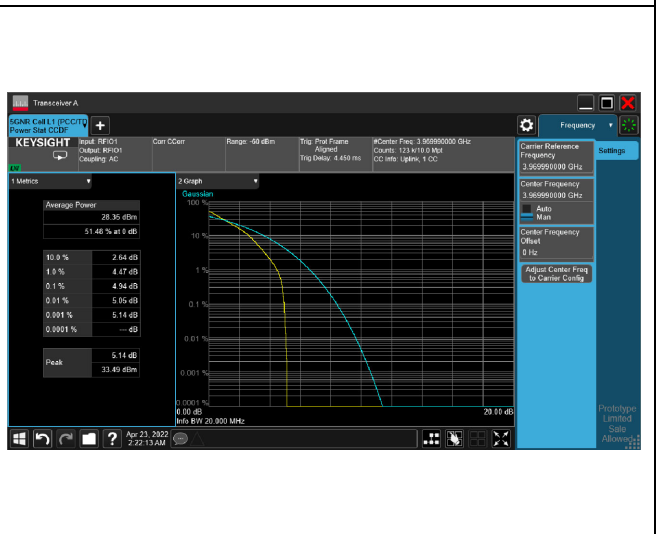 Transceiver A
5GNR Call L1 (PCC/TD
Power Stat CCDF
Frequency
KEYSIGHT
Input: RFIO1
Output: RFIO1
Coupling: AC
Corr CCorr
Range: -60 dBm
Trig: Prot Frame
Aligned
Trig Delay: 4.450 ms
#Center Freq: 3.969990000 GHz
Counts: 123 k/10.0 Mpt
CC Info: Uplink, 1 CC
1 Metrics
Average Power
28.35 dBm
51.48 % at 0 dB
10.0 % 2.64 dB
1.0 % 4.47 dB
0.1 % 4.94 dB
0.01 % 5.05 dB
0.001 % 5.14 dB
0.0001 % --- dB
Peak
5.14 dB
33.49 dBm
2 Graph
Gaussian
100 %
10 %
1 %
0.1 %
0.01 %
0.001 %
0.0001 %
0.00 dB
20.00 dB
Info BW 20.000 MHz
Carrier Reference
Frequency
3.969990000 GHz
Center Frequency
3.969990000 GHz
Auto
Man
Center Frequency
Offset
0 Hz
Adjust Center Freq
to Carrier Config
Settings
Prototype
Limited
Sale
Allowed
Apr 23, 2022
2:22:13 AM